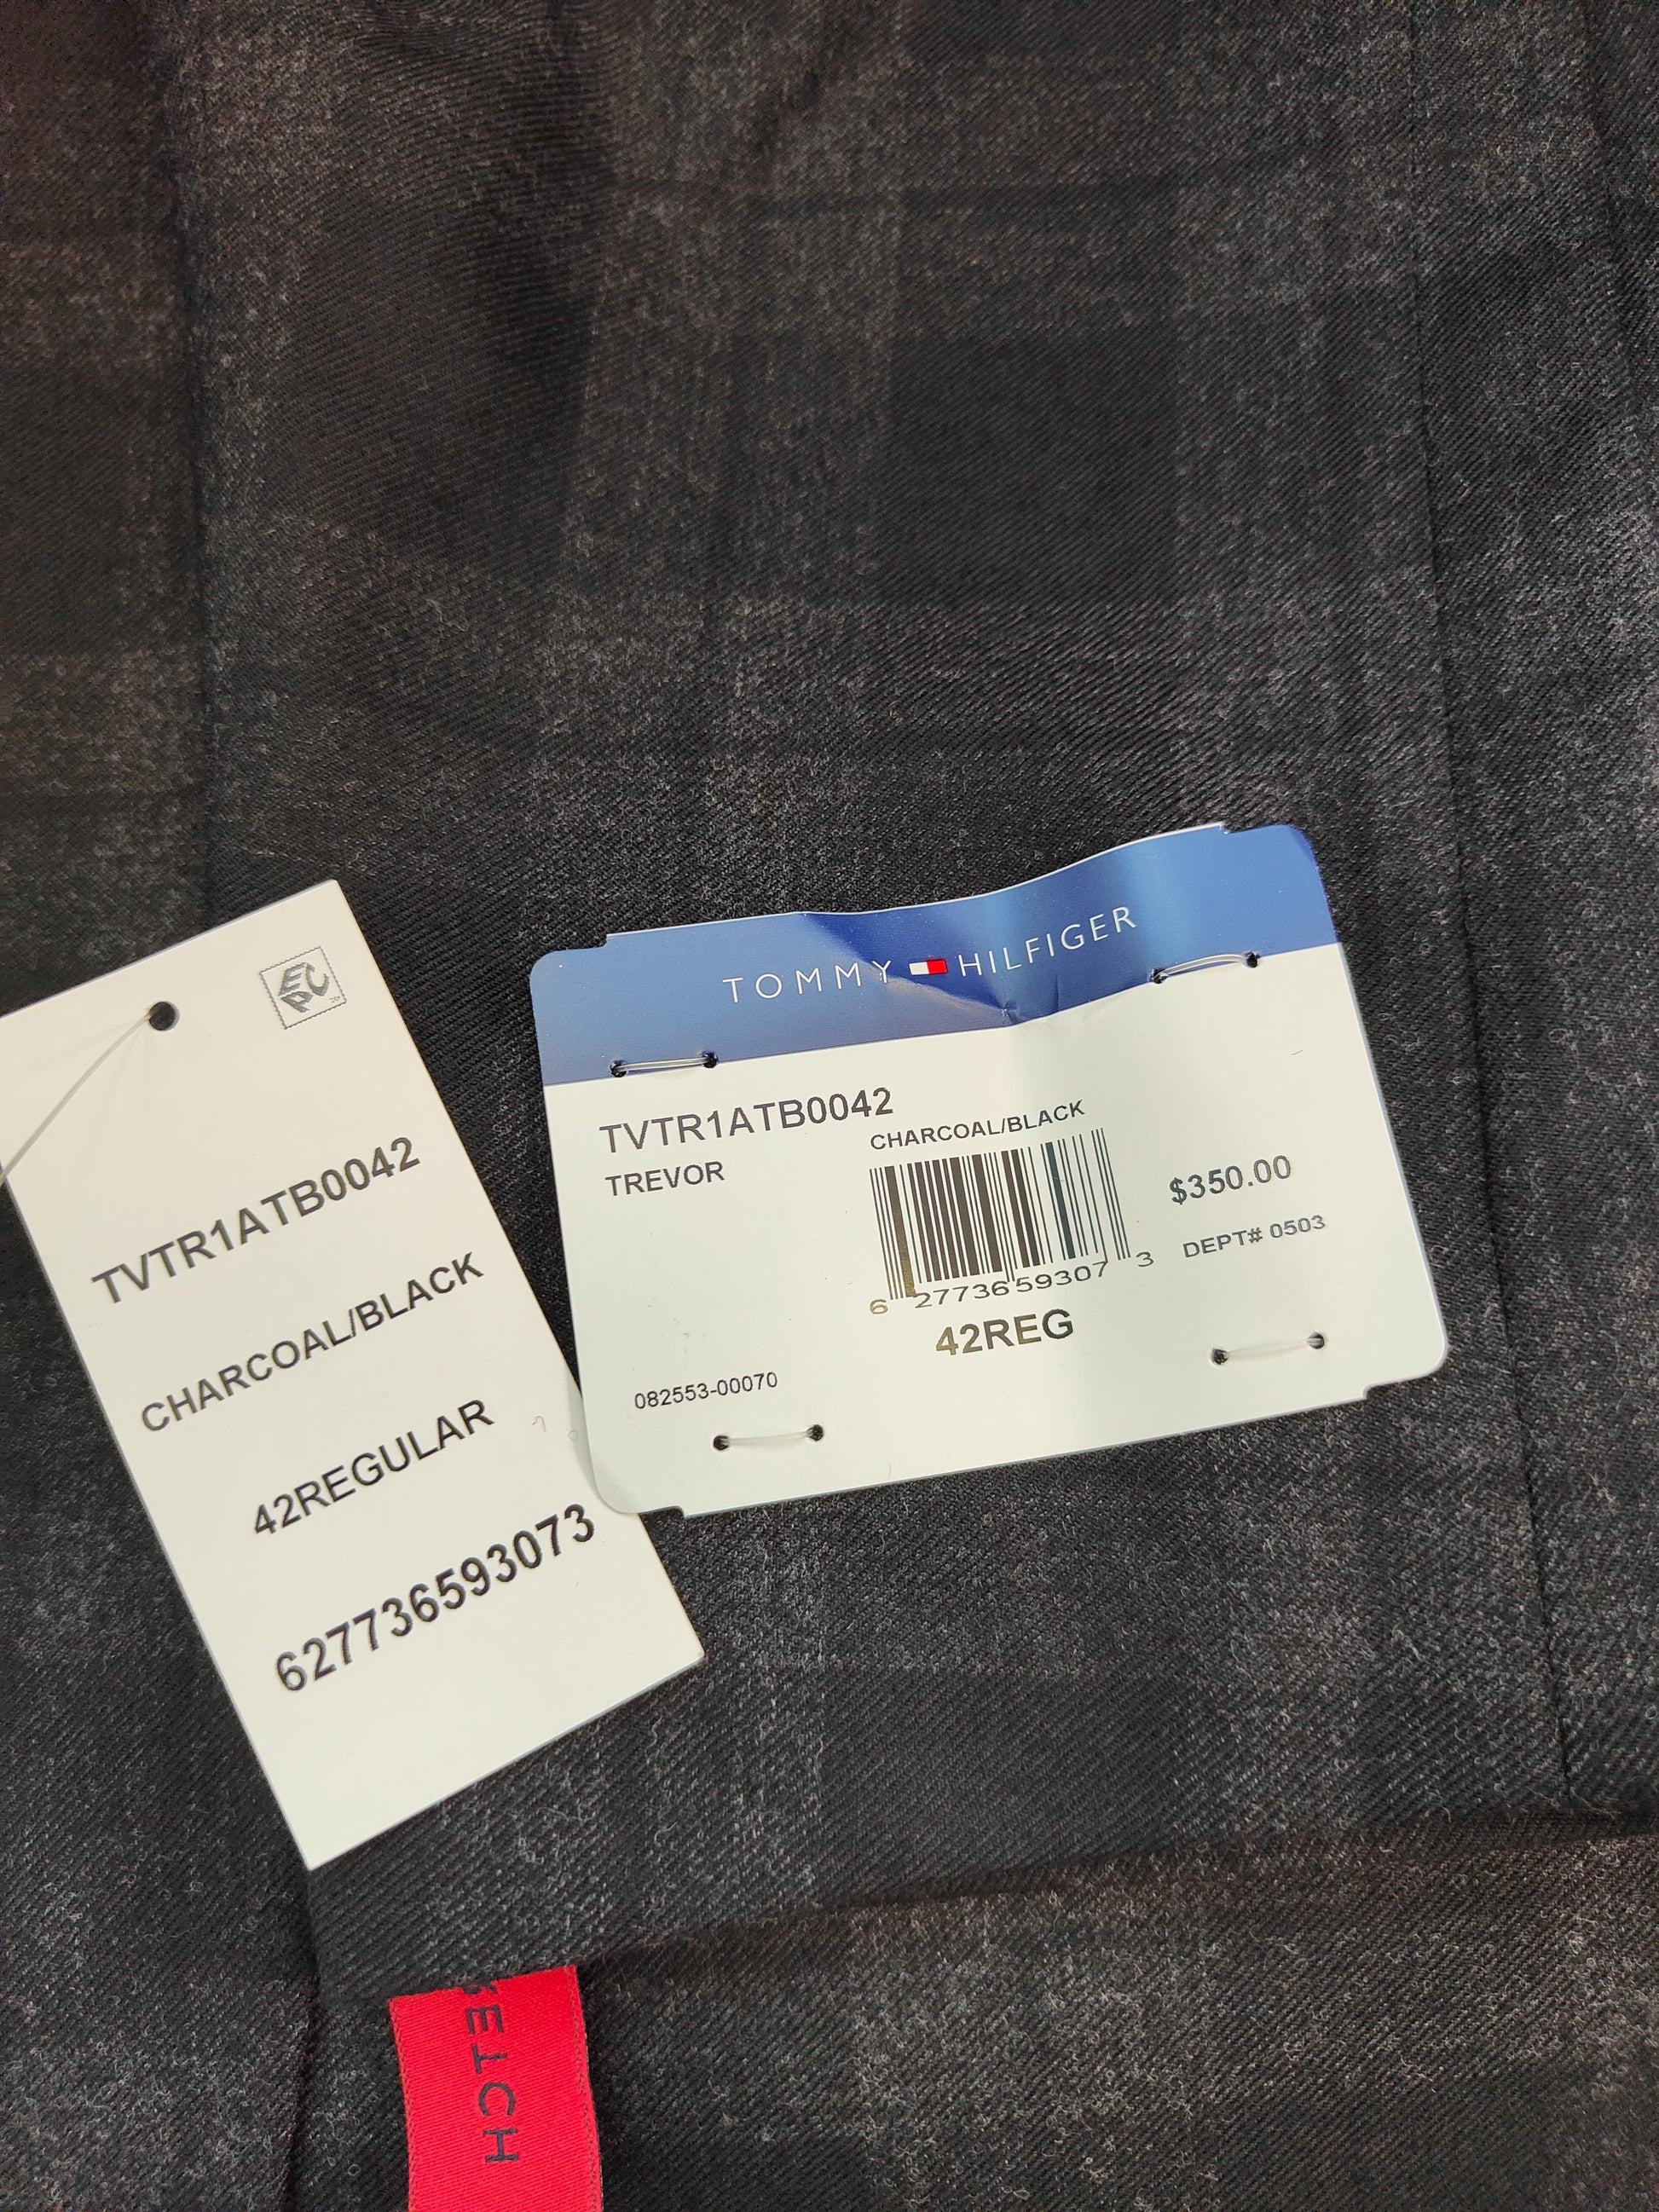 EPC
TVTR1ATB0042
CHARCOAL/BLACK
42REGULAR
627736593073
TOMMY HILFIGER
TVTR1ATB0042
TREVOR
CHARCOAL/BLACK
6 27736 59307 3
42REG
$350.00
DEPT# 0503
082553-00070